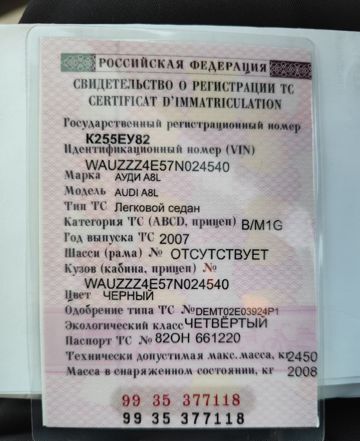 РОССИЙСКАЯ ФЕДЕРАЦИЯ
СВИДЕТЕЛЬСТВО О РЕГИСТРАЦИИ ТС
CERTIFICAT D'IMMATRICULATION
Государственный регистрационный номер
К255ЕУ82
Идентификационный номер (VIN)
WAUZZZ4E57N024540
Марка АУДИ A8L
Модель AUDI A8L
Тип ТС Легковой седан
Категория ТС (ABCD, прицеп) B/M1G
Год выпуска ТС 2007
Шасси (рама) № ОТСУТСТВУЕТ
Кузов (кабина, прицеп) №
WAUZZZ4E57N024540
Цвет ЧЕРНЫЙ
Одобрение типа ТС №DEMT02E03924P1
Экологический класс ЧЕТВЁРТЫЙ
Паспорт ТС № 82ОН 661220
Технически допустимая макс. масса, кг 2450
Масса в снаряженном состоянии, кг 2008
99 35 377118
99 35 377118